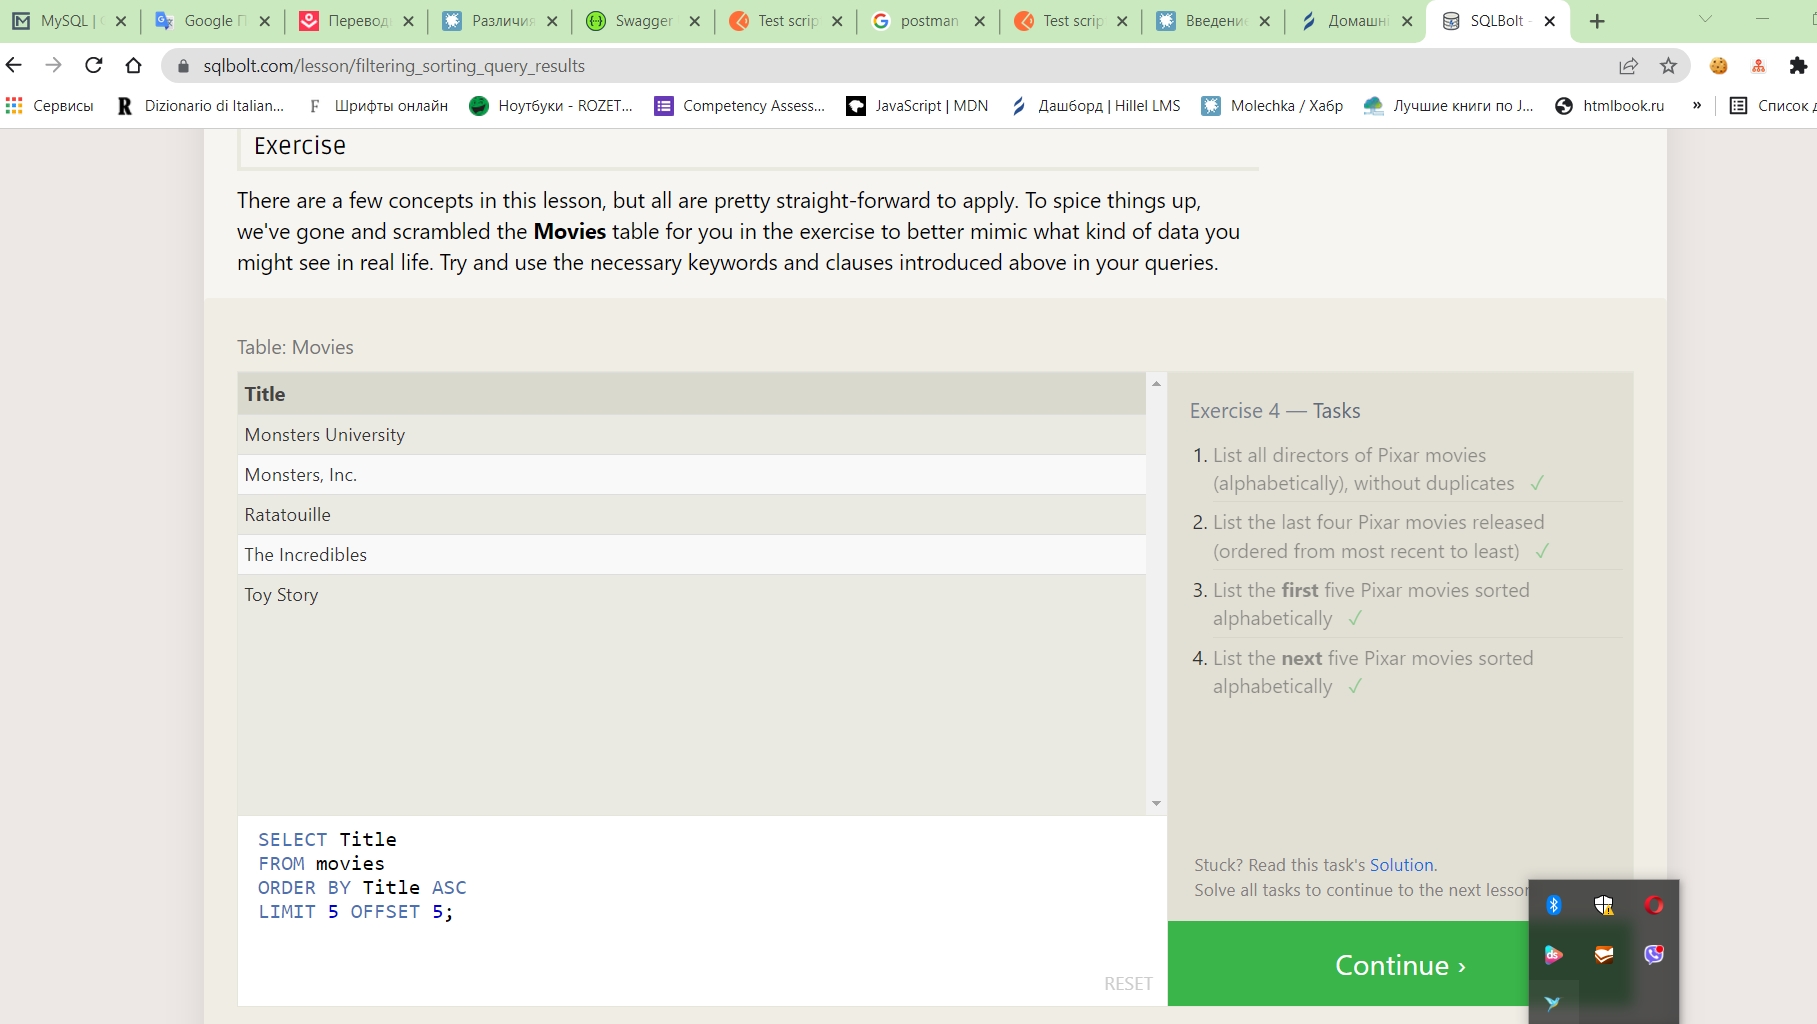 MySQL |
Google П
Перевод
Различия
Swagger
Test scrip
postman
Test scrip
Введение
Домашні
SQLBolt -
sqlbolt.com/lesson/filtering_sorting_query_results
Сервисы
Dizionario di Italian...
Шрифты онлайн
Ноутбуки - ROZET...
Competency Assess...
JavaScript | MDN
Дашборд | Hillel LMS
Molechka / Хабр
Лучшие книги по J...
htmlbook.ru
»
Список
Exercise
There are a few concepts in this lesson, but all are pretty straight-forward to apply. To spice things up,
we've gone and scrambled the Movies table for you in the exercise to better mimic what kind of data you
might see in real life. Try and use the necessary keywords and clauses introduced above in your queries.
Table: Movies
Title
Monsters University
Monsters, Inc.
Ratatouille
The Incredibles
Toy Story
SELECT Title
FROM movies
ORDER BY Title ASC
LIMIT 5 OFFSET 5;
RESET
Exercise 4 — Tasks
1. List all directors of Pixar movies
(alphabetically), without duplicates ✓
2. List the last four Pixar movies released
(ordered from most recent to least) ✓
3. List the first five Pixar movies sorted
alphabetically ✓
4. List the next five Pixar movies sorted
alphabetically ✓
Stuck? Read this task's Solution.
Solve all tasks to continue to the next lesson
Continue ›